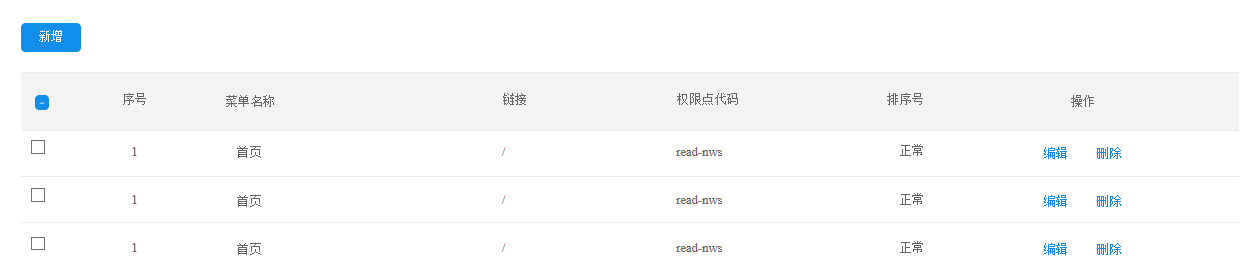 新增
序号 菜单名称 链接 权限点代码 排序号 操作
1 首页 / read-nws 正常 编辑 删除
1 首页 / read-nws 正常 编辑 删除
1 首页 / read-nws 正常 编辑 删除